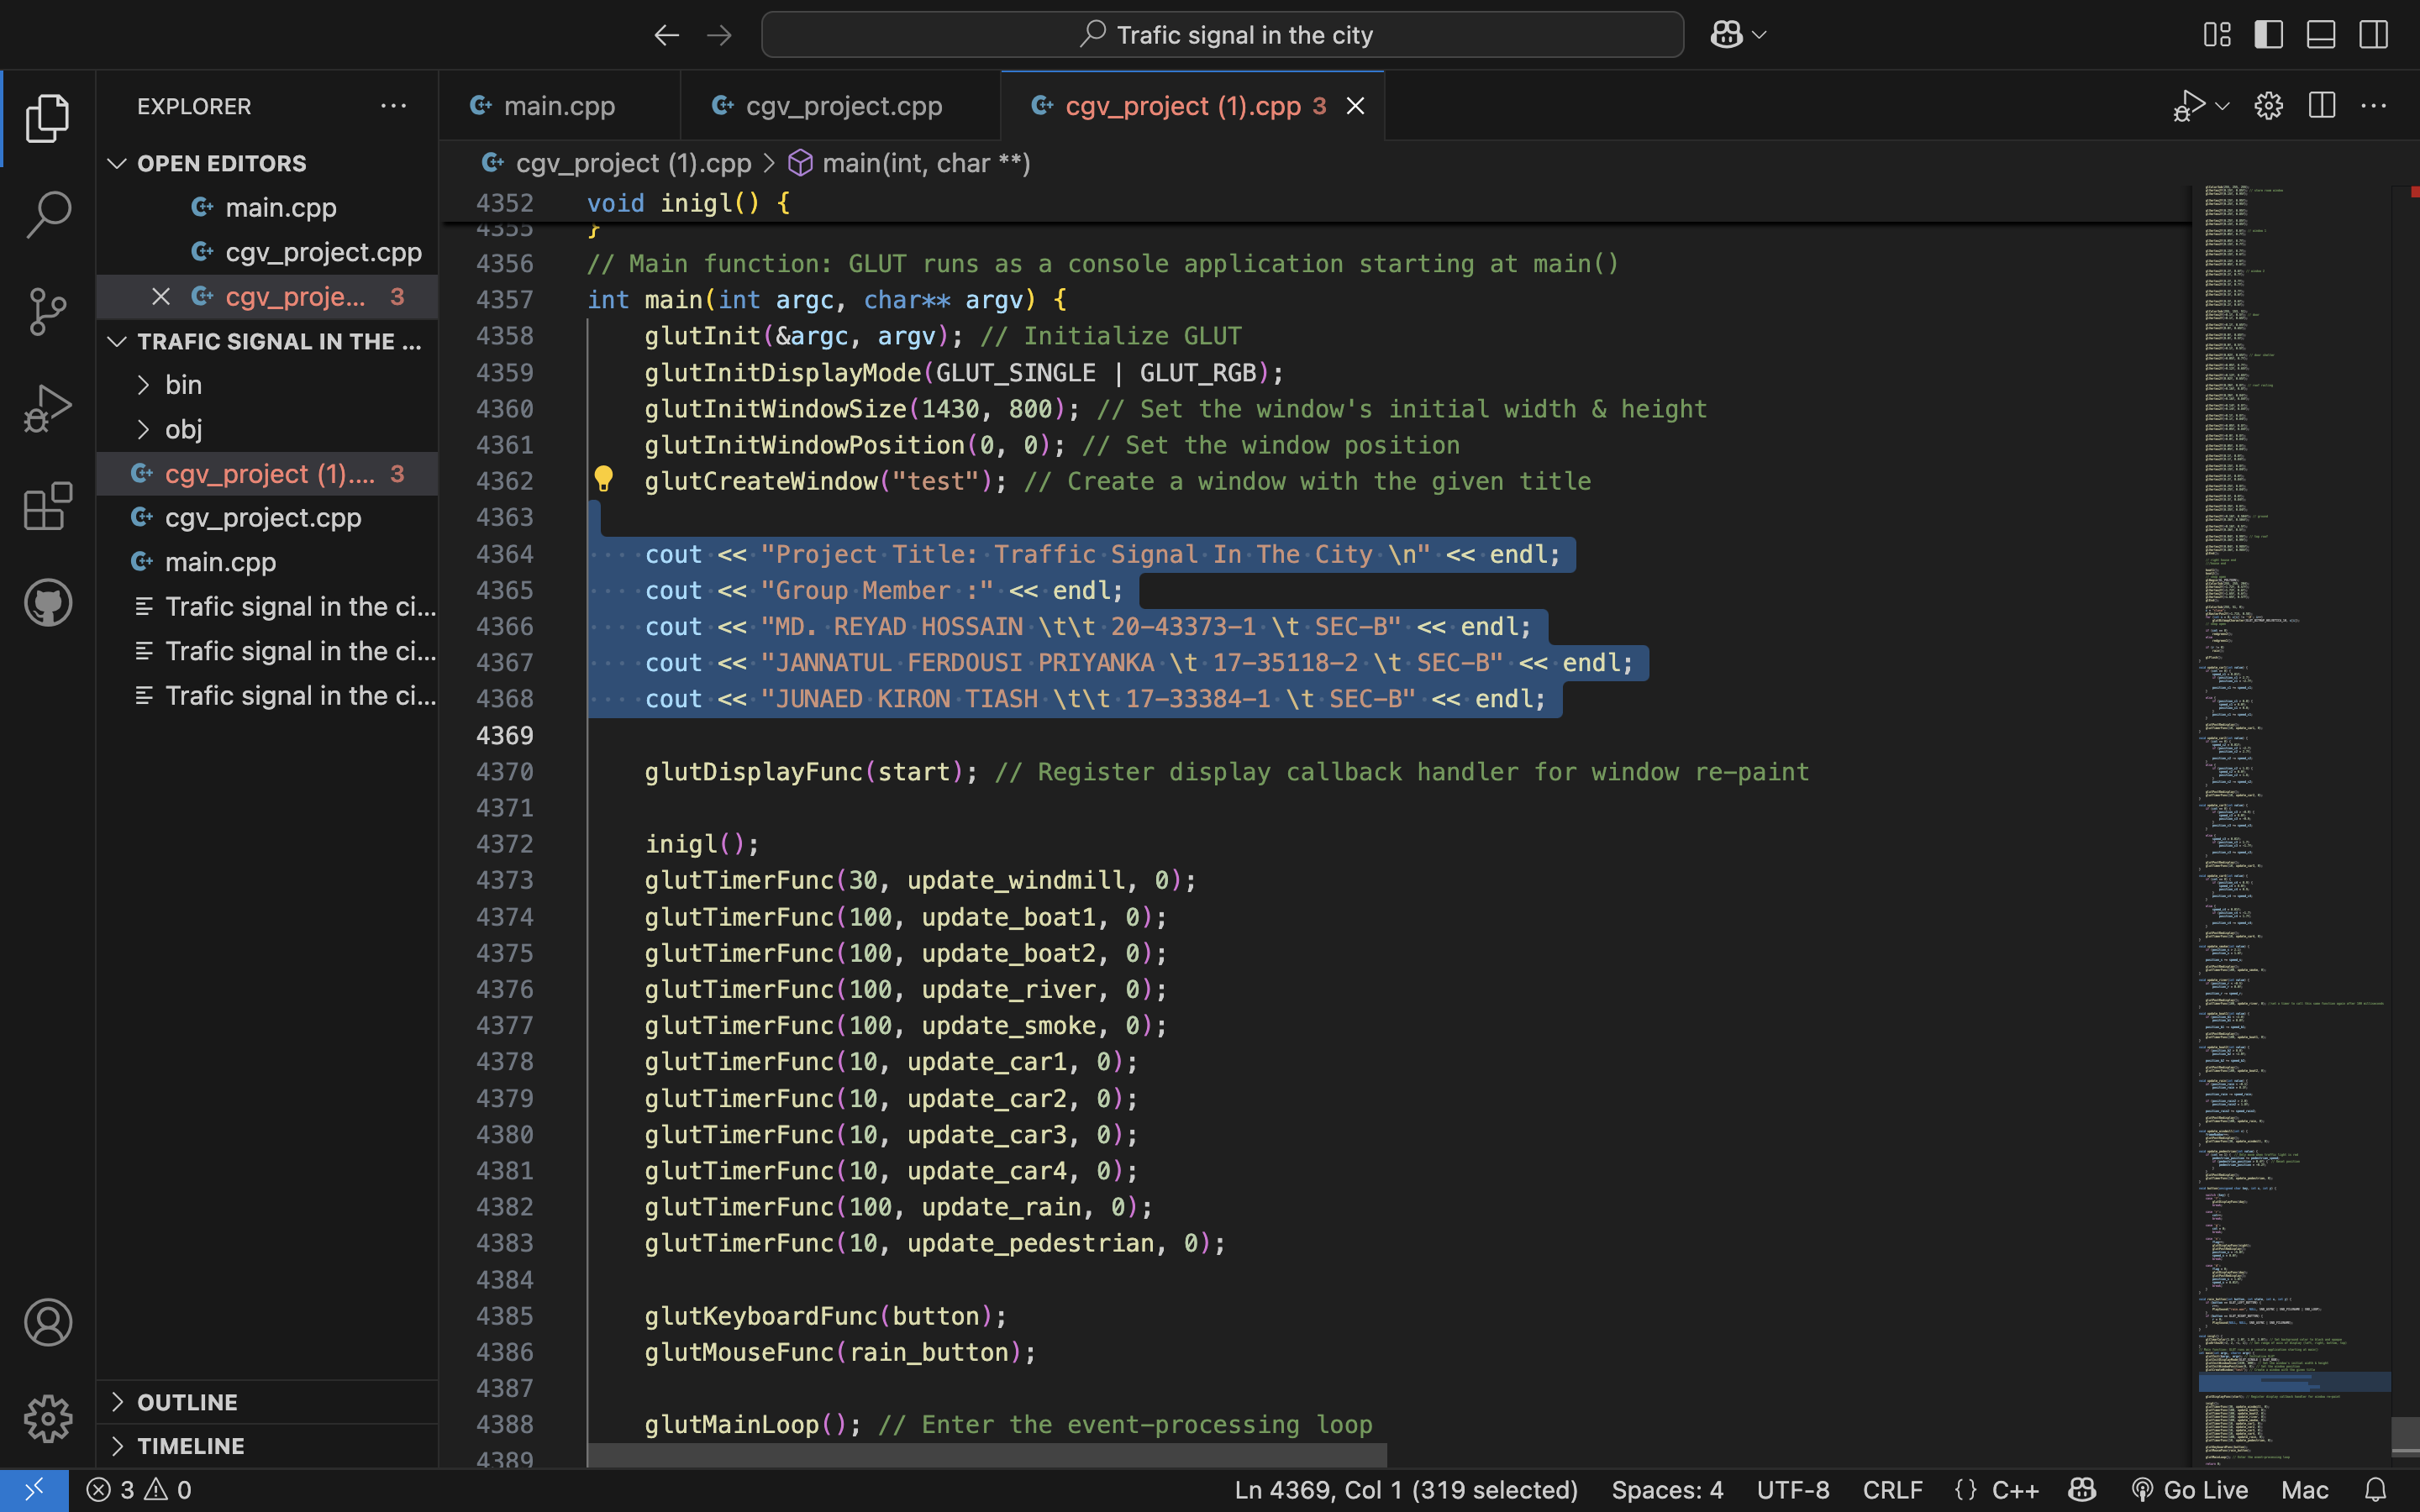 Trafic signal in the city
EXPLORER
OPEN EDITORS
main.cpp
cgv_project.cpp
cgv_proje... 3
TRAFIC SIGNAL IN THE ...
bin
obj
cgv_project (1).... 3
cgv_project.cpp
main.cpp
Trafic signal in the ci...
Trafic signal in the ci...
Trafic signal in the ci...
OUTLINE
TIMELINE
main.cpp
cgv_project.cpp
cgv_project (1).cpp 3
cgv_project (1).cpp > main(int, char **)
4352 void inigl() {
4355 }
4356 // Main function: GLUT runs as a console application starting at main()
4357 int main(int argc, char** argv) {
4358 glutInit(&argc, argv); // Initialize GLUT
4359 glutInitDisplayMode(GLUT_SINGLE | GLUT_RGB);
4360 glutInitWindowSize(1430, 800); // Set the window's initial width & height
4361 glutInitWindowPosition(0, 0); // Set the window position
4362 glutCreateWindow("test"); // Create a window with the given title
4363
4364 cout << "Project Title: Traffic Signal In The City \n" << endl;
4365 cout << "Group Member :" << endl;
4366 cout << "MD. REYAD HOSSAIN \t\t 20-43373-1 \t SEC-B" << endl;
4367 cout << "JANNATUL FERDOUSI PRIYANKA \t 17-35118-2 \t SEC-B" << endl;
4368 cout << "JUNAED KIRON TIASH \t\t 17-33384-1 \t SEC-B" << endl;
4369
4370 glutDisplayFunc(start); // Register display callback handler for window re-paint
4371
4372 inigl();
4373 glutTimerFunc(30, update_windmill, 0);
4374 glutTimerFunc(100, update_boat1, 0);
4375 glutTimerFunc(100, update_boat2, 0);
4376 glutTimerFunc(100, update_river, 0);
4377 glutTimerFunc(100, update_smoke, 0);
4378 glutTimerFunc(10, update_car1, 0);
4379 glutTimerFunc(10, update_car2, 0);
4380 glutTimerFunc(10, update_car3, 0);
4381 glutTimerFunc(10, update_car4, 0);
4382 glutTimerFunc(100, update_rain, 0);
4383 glutTimerFunc(10, update_pedestrian, 0);
4384
4385 glutKeyboardFunc(button);
4386 glutMouseFunc(rain_button);
4387
4388 glutMainLoop(); // Enter the event-processing loop
4389
3 0
Ln 4369, Col 1 (319 selected) Spaces: 4 UTF-8 CRLF {} C++ Go Live Mac